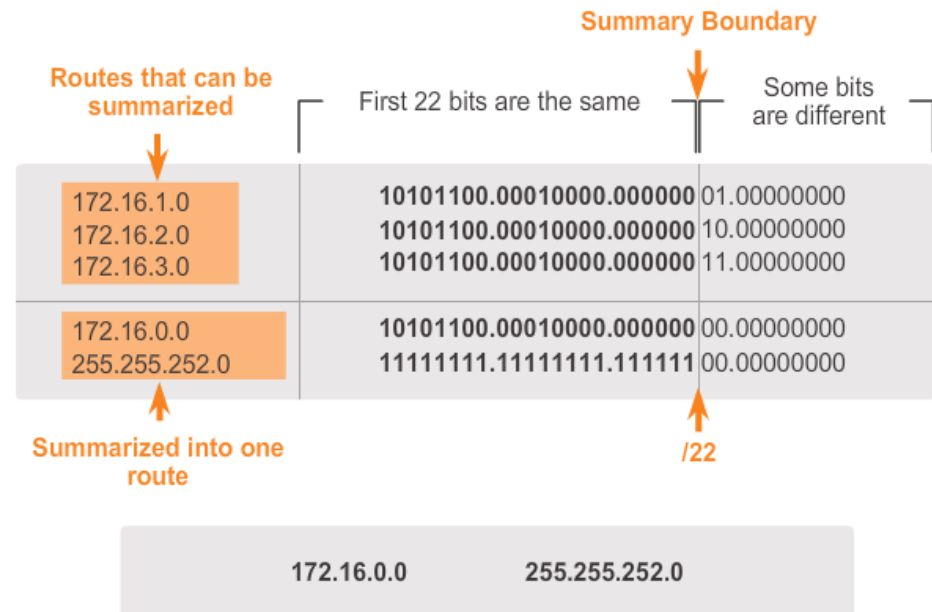 Summary Boundary
Routes that can be
summarized
First 22 bits are the same
Some bits
are different
172.16.1.0 10101100.00010000.000000 01.00000000
172.16.2.0 10101100.00010000.000000 10.00000000
172.16.3.0 10101100.00010000.000000 11.00000000
172.16.0.0 10101100.00010000.000000 00.00000000
255.255.252.0 11111111.11111111.111111 00.00000000
Summarized into one
route
/22
172.16.0.0 255.255.252.0